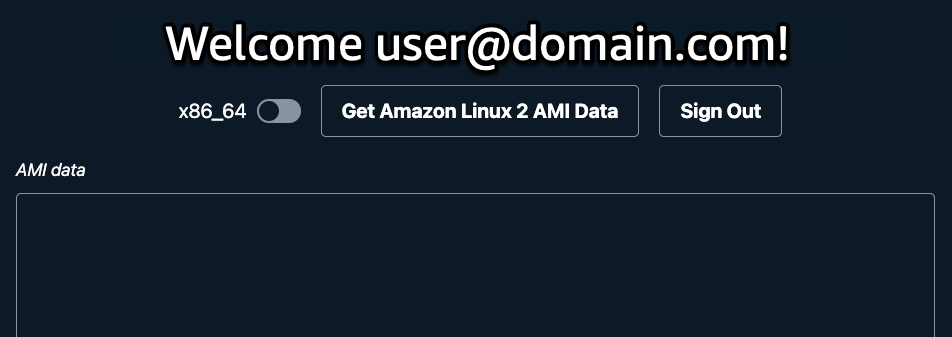 Welcome user@domain.com!
x86_64 Get Amazon Linux 2 AMI Data Sign Out
AMI data